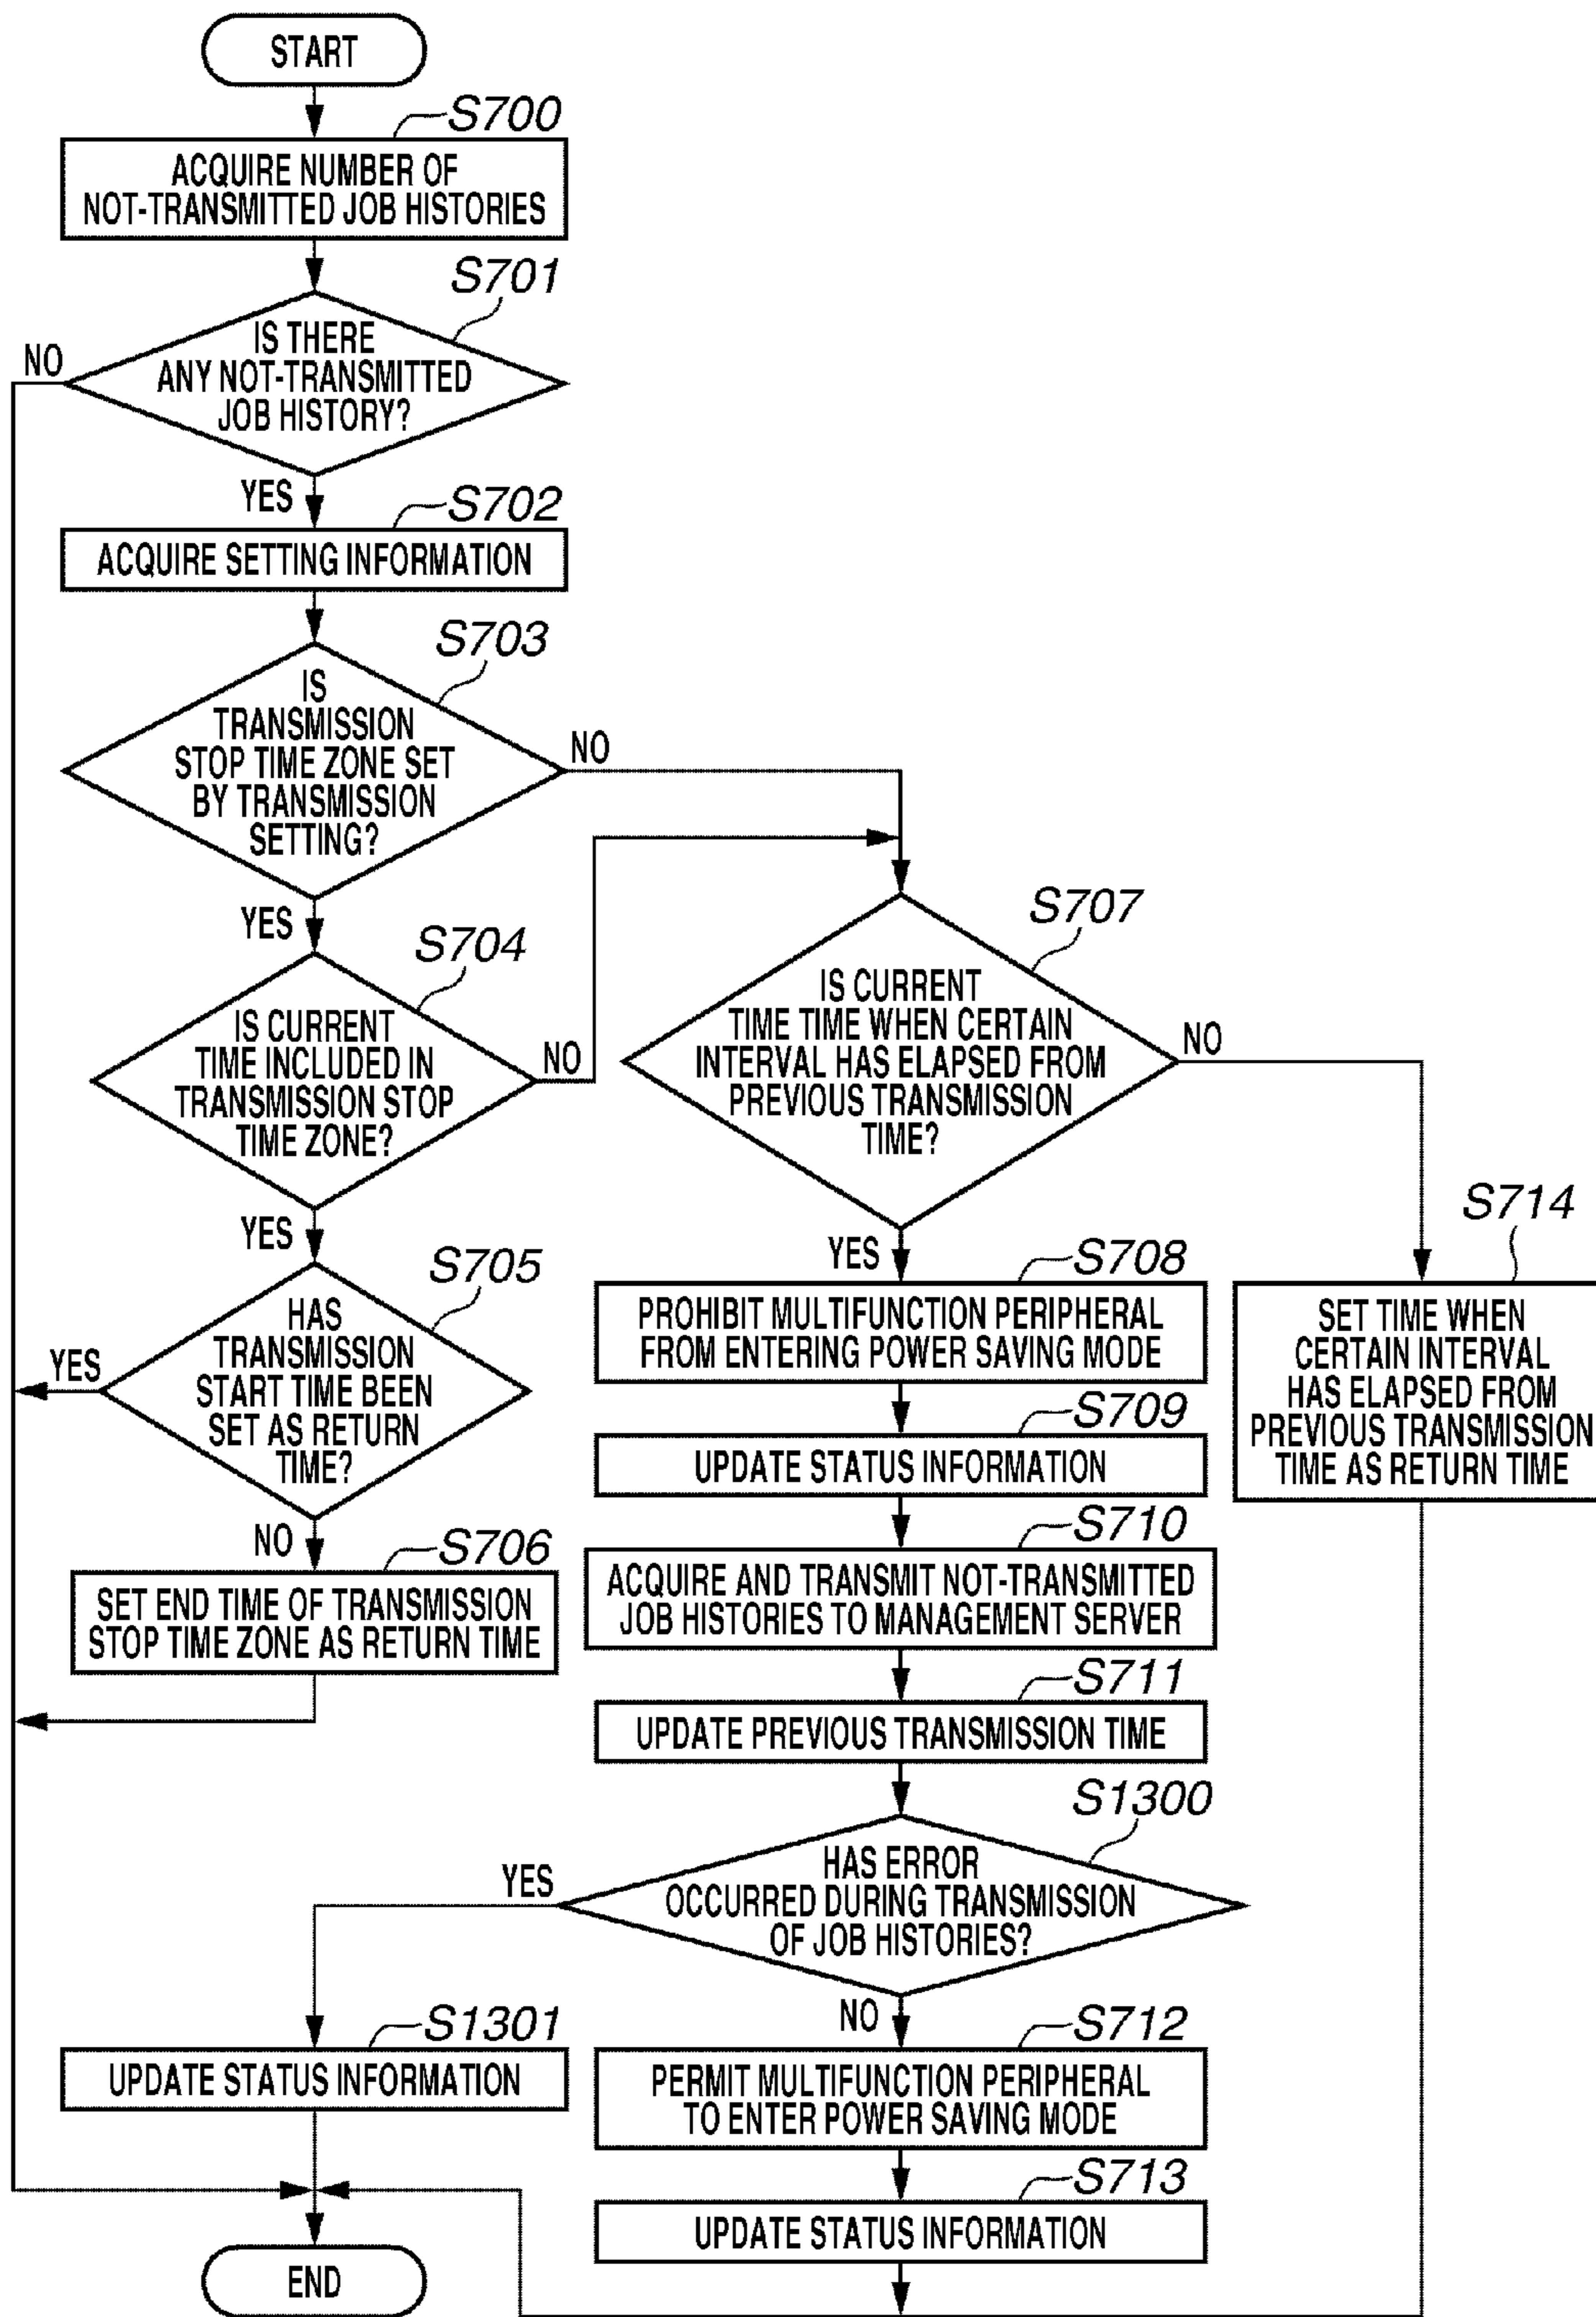 START
S700
ACQUIRE NUMBER OF
NOT-TRANSMITTED JOB HISTORIES
S701
IS THERE
ANY NOT-TRANSMITTED
JOB HISTORY?
NO
YES
S702
ACQUIRE SETTING INFORMATION
S703
IS
TRANSMISSION
STOP TIME ZONE SET
BY TRANSMISSION
SETTING?
NO
YES
S704
IS CURRENT
TIME INCLUDED IN
TRANSMISSION STOP
TIME ZONE?
NO
YES
S705
HAS
TRANSMISSION
START TIME BEEN
SET AS RETURN
TIME?
YES
NO
S706
SET END TIME OF TRANSMISSION
STOP TIME ZONE AS RETURN TIME
S707
IS CURRENT
TIME TIME WHEN CERTAIN
INTERVAL HAS ELAPSED FROM
PREVIOUS TRANSMISSION
TIME?
NO
YES
S708
PROHIBIT MULTIFUNCTION PERIPHERAL
FROM ENTERING POWER SAVING MODE
S709
UPDATE STATUS INFORMATION
S710
ACQUIRE AND TRANSMIT NOT-TRANSMITTED
JOB HISTORIES TO MANAGEMENT SERVER
S711
UPDATE PREVIOUS TRANSMISSION TIME
S1300
HAS ERROR
OCCURRED DURING TRANSMISSION
OF JOB HISTORIES?
YES
NO
S1301
UPDATE STATUS INFORMATION
S712
PERMIT MULTIFUNCTION PERIPHERAL
TO ENTER POWER SAVING MODE
S713
UPDATE STATUS INFORMATION
S714
SET TIME WHEN
CERTAIN INTERVAL
HAS ELAPSED FROM
PREVIOUS TRANSMISSION
TIME AS RETURN TIME
END